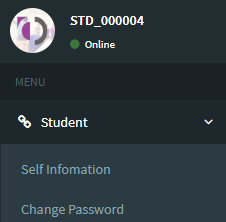 STD_000004
Online
MENU
Student
Self Infomation
Change Password